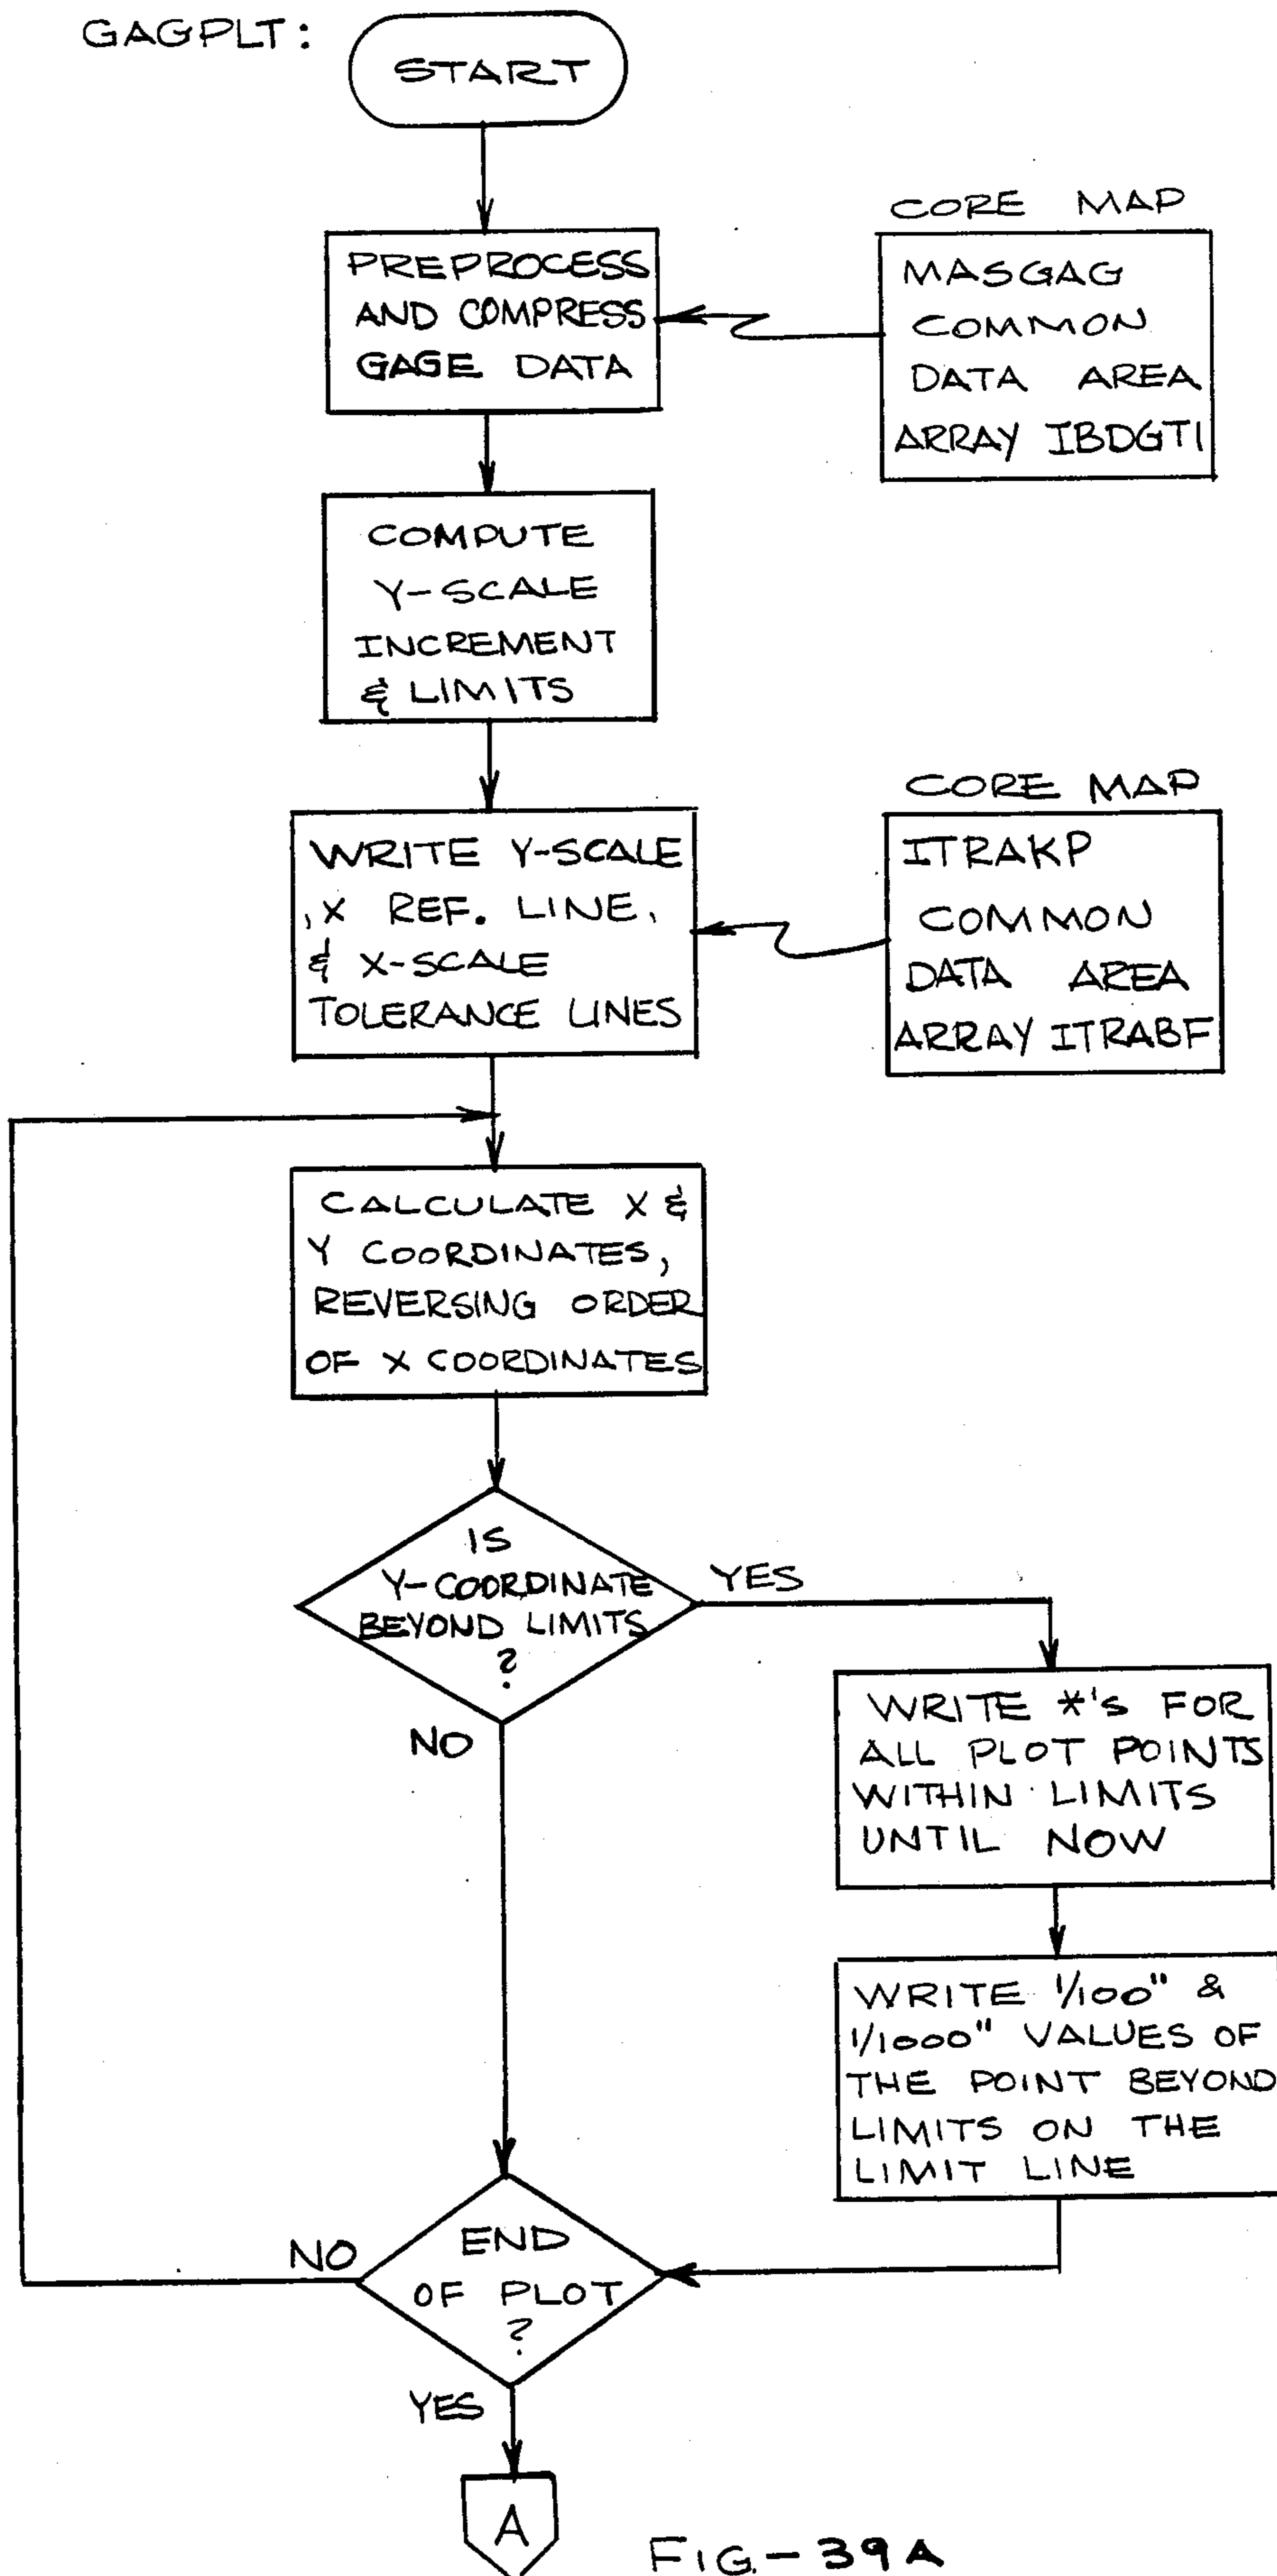 GAGPLT:
START
PREPROCESS
AND COMPRESS
GAGE DATA
CORE MAP
MASGAG
COMMON
DATA AREA
ARRAY IBDGTI
COMPUTE
Y-SCALE
INCREMENT
& LIMITS
WRITE Y-SCALE
, X REF. LINE,
& X-SCALE
TOLERANCE LINES
CORE MAP
ITRAKP
COMMON
DATA AREA
ARRAY ITRABF
CALCULATE X &
Y COORDINATES,
REVERSING ORDER
OF X COORDINATES
IS
Y-COORDINATE
BEYOND LIMITS
?
YES
NO
WRITE *'s FOR
ALL PLOT POINTS
WITHIN LIMITS
UNTIL NOW
WRITE 1/100" &
1/1000" VALUES OF
THE POINT BEYOND
LIMITS ON THE
LIMIT LINE
END
OF PLOT
?
NO
YES
A
FIG.-39A